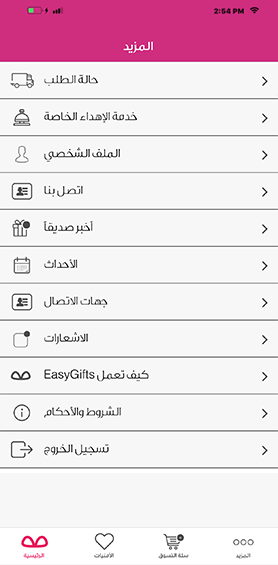 2:54 PM
المزيد
حالة الطلب
خدمة الإهداء الخاصة
الملف الشخصي
اتصل بنا
أخبر صديقاً
الأحداث
جهات الاتصال
الاشعارات
كيف تعمل EasyGifts
الشروط والأحكام
تسجيل الخروج
المزيد
سلة التسوق
الأمنيات
الرئيسية